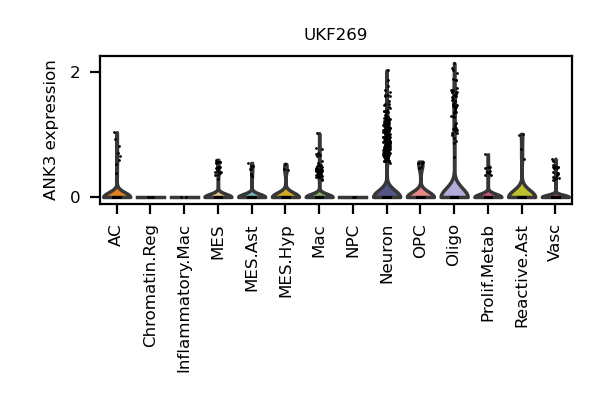 UKF269
ANK3 expression
2
0
AC
Chromatin.Reg
Inflammatory.Mac
MES
MES.Ast
MES.Hyp
Mac
NPC
Neuron
OPC
Oligo
Prolif.Metab
Reactive.Ast
Vasc